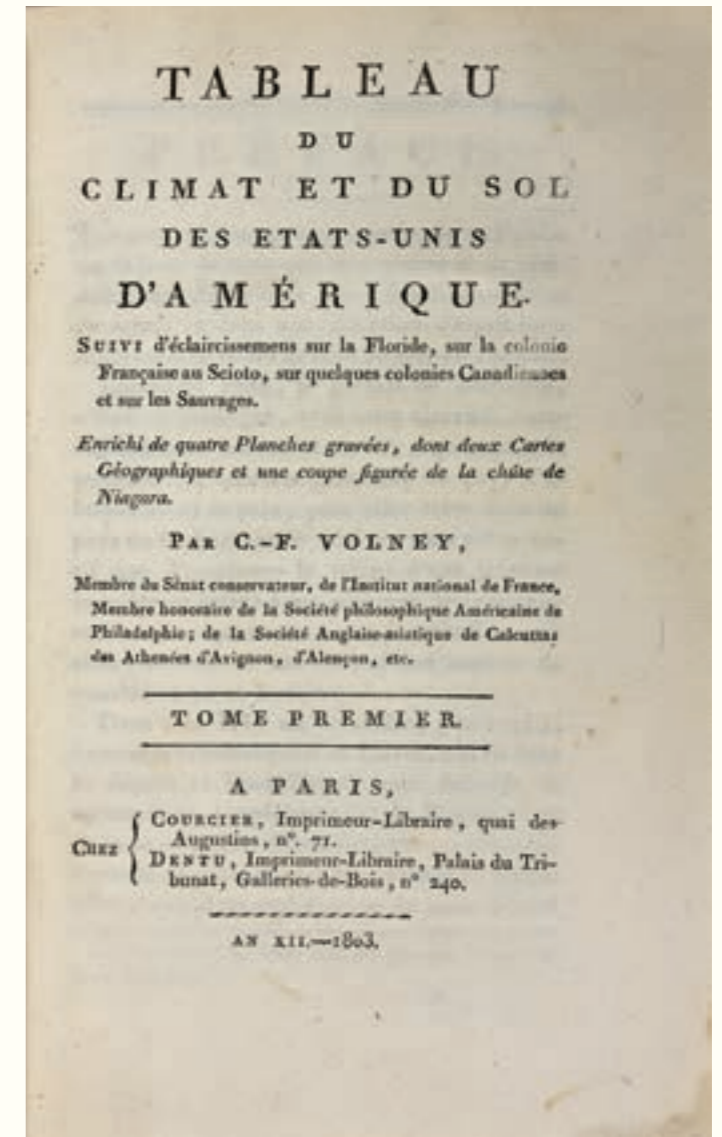 TABLEAU
DU
CLIMAT ET DU SOL
DES ETATS-UNIS
D'AMÉRIQUE.
SUIVI d'éclaircissemens sur la Floride, sur la colonie
Française au Scioto, sur quelques colonies Canadiennes
et sur les Sauvages.
Enrichi de quatre Planches gravées, dont deux Cartes
Géographiques et une coupe figurée de la chûte de
Niagara.
PAR C.-F. VOLNEY,
Membre du Sénat conservateur, de l'Institut national de France,
Membre honoraire de la Société philosophique Américaine de
Philadelphie; de la Société Anglaise-asiatique de Calcutta;
des Athenées d'Avignon, d'Alençon, etc.
TOME PREMIER.
A PARIS,
CHEZ { COURCIER, Imprimeur-Libraire, quai des
Augustins, n°. 71.
DENTU, Imprimeur-Libraire, Palais du Tri-
bunat, Galleries-de-Bois, n° 240.
AN XII.—1803.